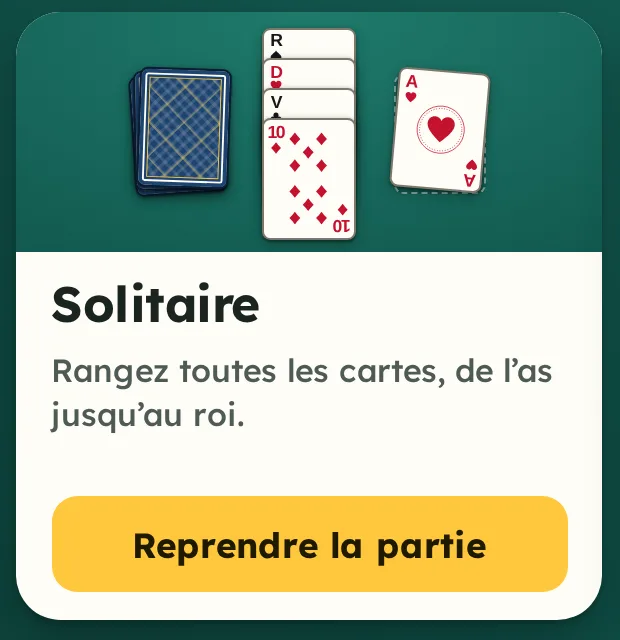 R
D
V
10
10
A
A
Solitaire
Rangez toutes les cartes, de l’as
jusqu’au roi.
Reprendre la partie